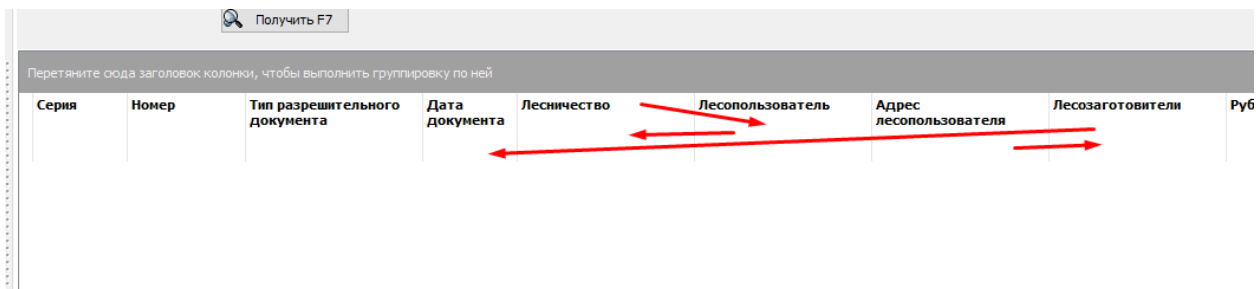 Получить F7
Перетяните сюда заголовок колонки, чтобы выполнить группировку по ней
Серия Номер Тип разрешительного Дата Лесничество Лесопользователь Адрес Лесозаготовители Руб
документа документа лесопользователя